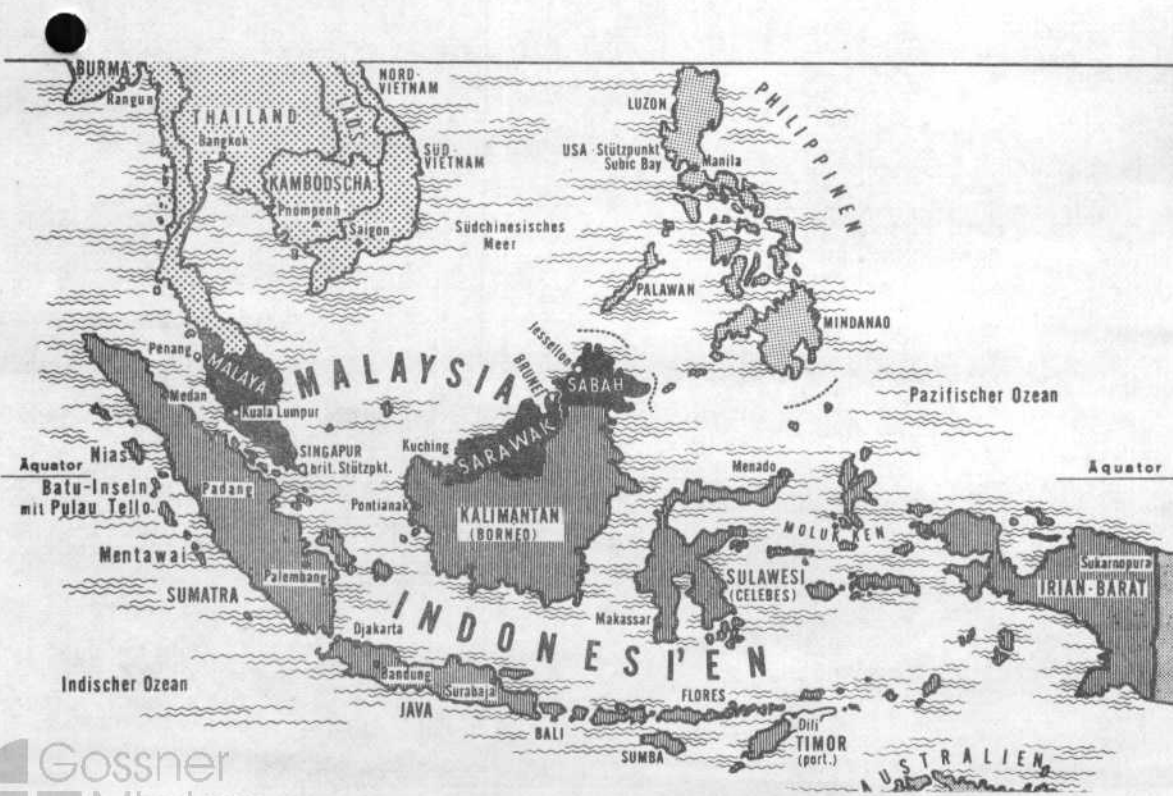 BURMA
Rangun
THAILAND
Bangkok
LAOS
NORD-
VIETNAM
SÜD-
VIETNAM
KAMBODSCHA
Phompenh
Saigon
Südchinesisches
Meer
LUZON
USA-Stützpunkt
Subic Bay
Manila
PHILIPPINEN
PALAWAN
MINDANAO
Penang
MALAYA
MALAYSIA
Jesselton
BRUNEI
SABAH
Pazifischer Ozean
Medan
Kuala Lumpur
SINGAPUR
brit. Stützpkt.
Kuching
SARAWAK
Nias
Äquator
Äquator
Batu-Inseln
mit Pulau Tello
Padang
Pontianak
KALIMANTAN
(BORNEO)
Menado
MOLUKKEN
Mentawai
Palembang
SUMATRA
SULAWESI
(CELEBES)
Makassar
Sukarnopura
IRIAN-BARAT
INDONESI'EN
Djakarta
Bandung
Surabaja
JAVA
Indischer Ozean
BALI
FLORES
SUMBA
Dili
TIMOR
(port.)
AUSTRALIEN
Gossner